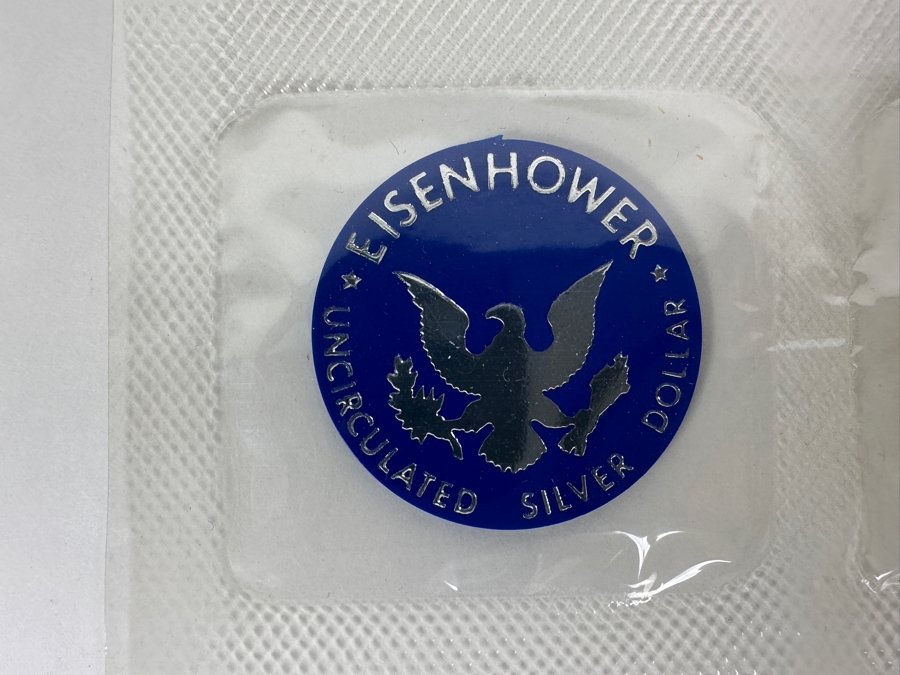 EISENHOWER
UNCIRCULATED SILVER DOLLAR